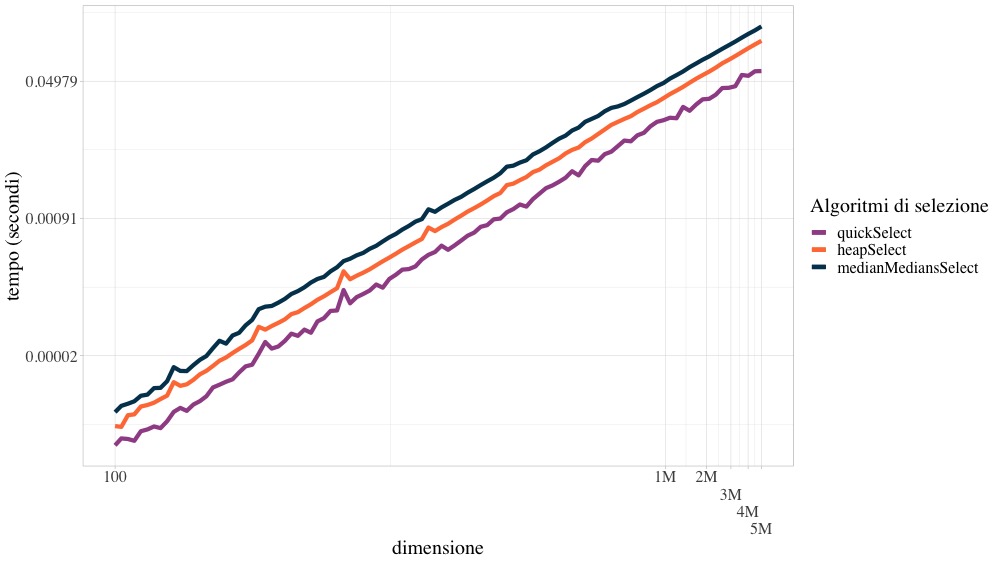 tempo (secondi)
0.04979
0.00091
0.00002
100
1M
2M
3M
4M
5M
dimensione
Algoritmi di selezione
quickSelect
heapSelect
medianMediansSelect